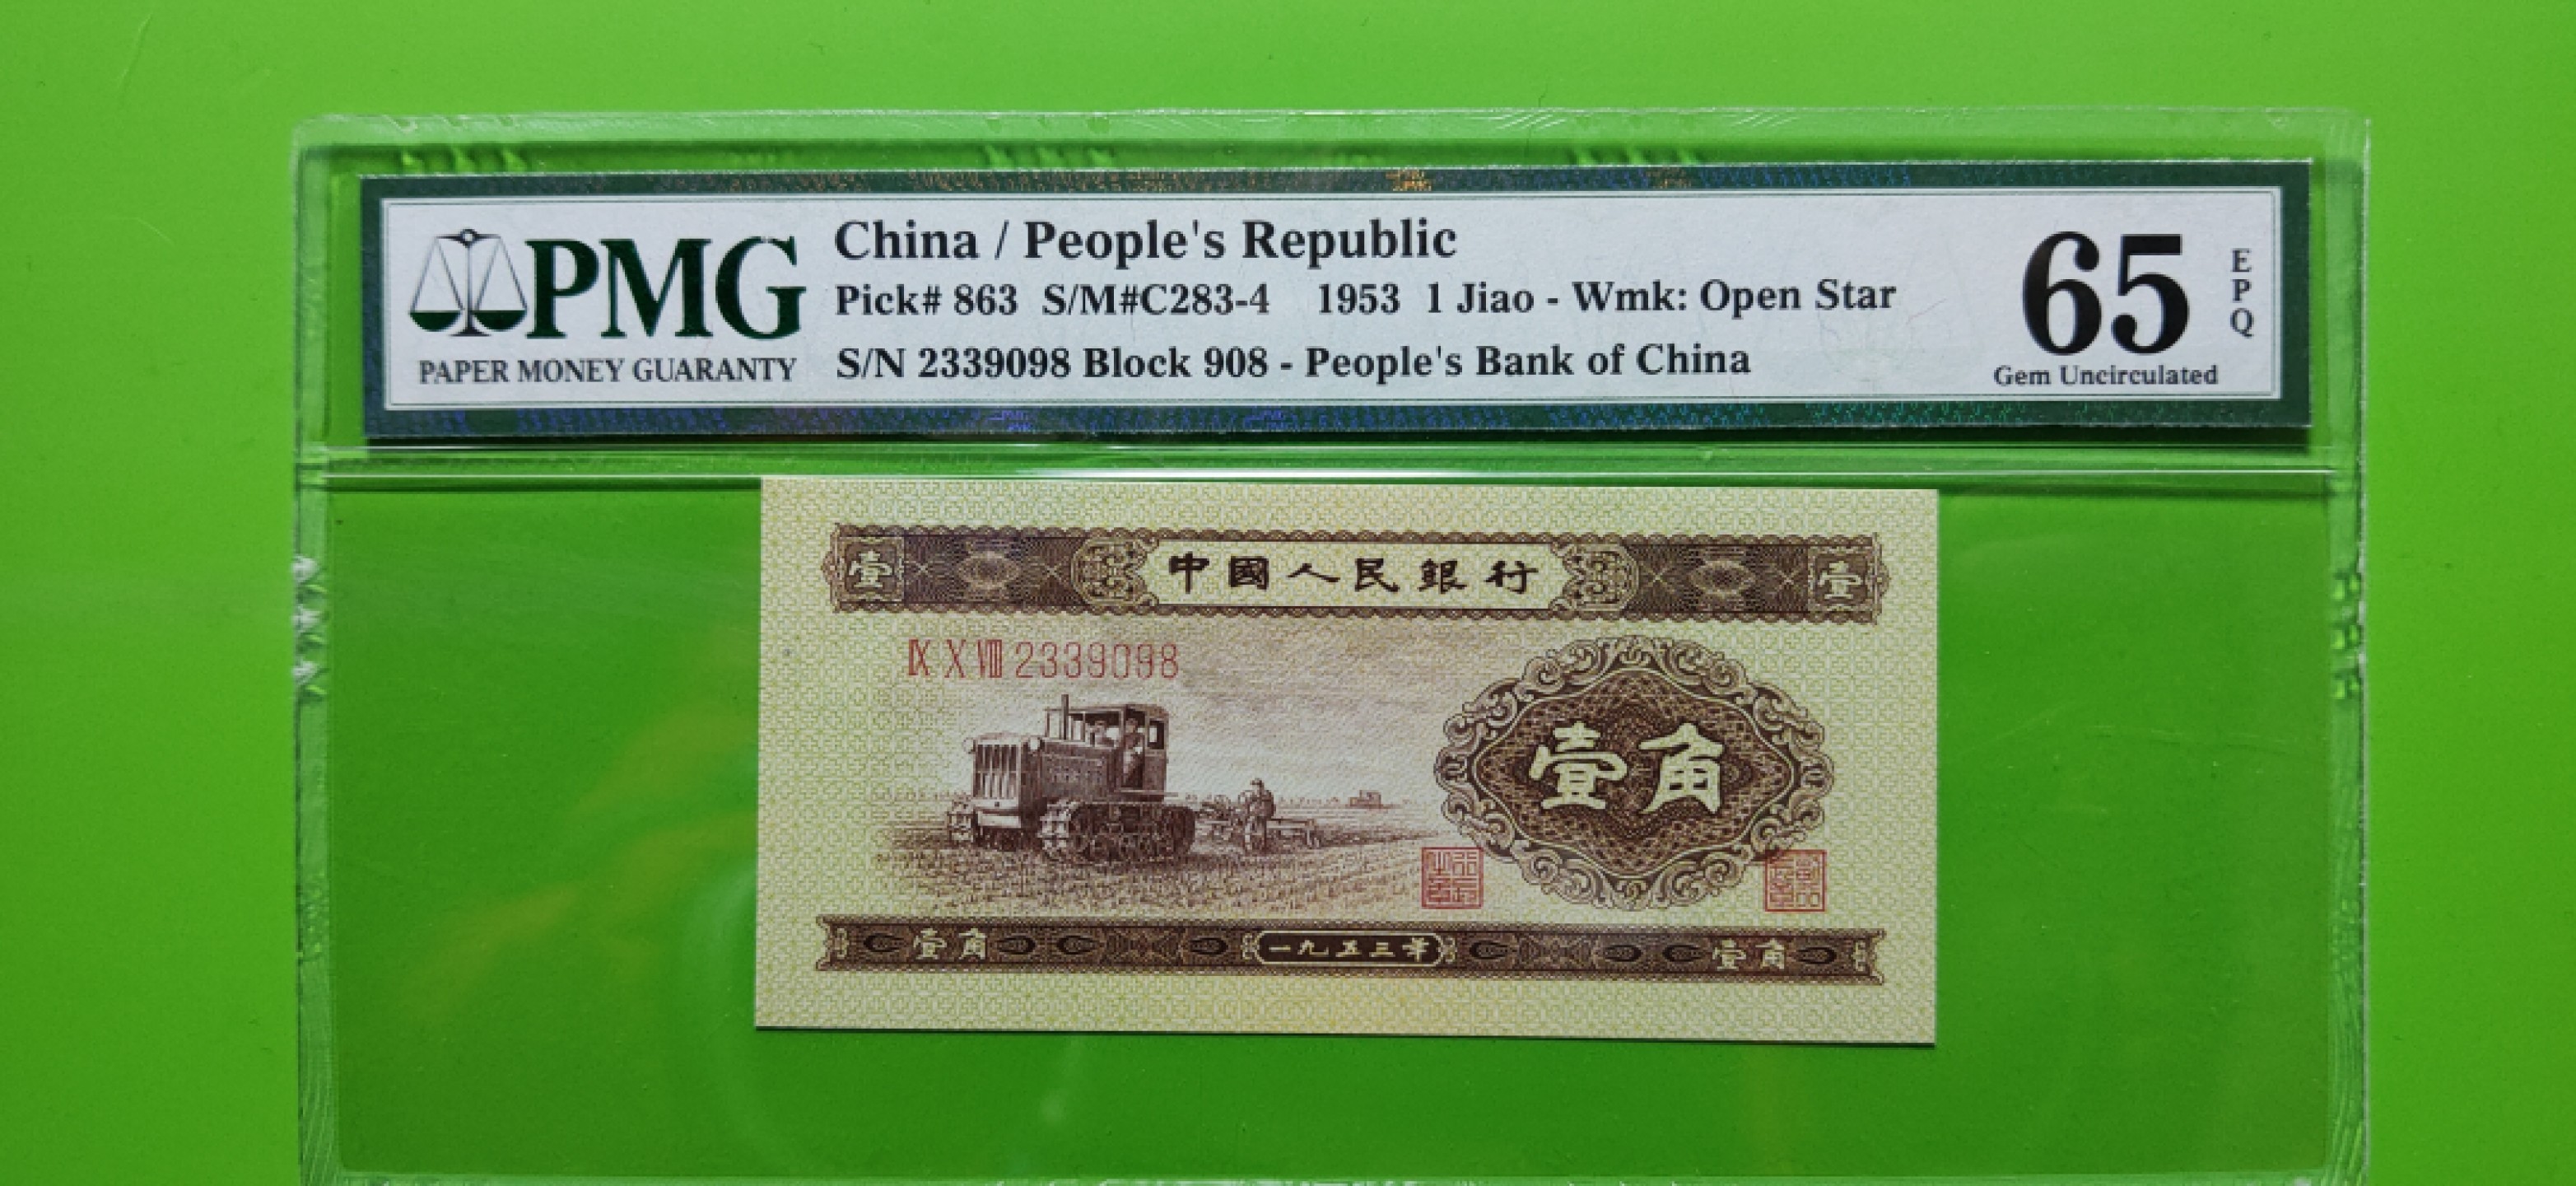 PMG
PAPER MONEY GUARANTY
China / People's Republic
Pick# 863 S/M#C283-4 1953 1 Jiao - Wmk: Open Star
S/N 2339098 Block 908 - People's Bank of China
65
EPQ
Gem Uncirculated
壹 中國人民銀行 壹
Ⅸ Ⅹ Ⅷ 2339098
壹角
壹角 一九五三年 壹角